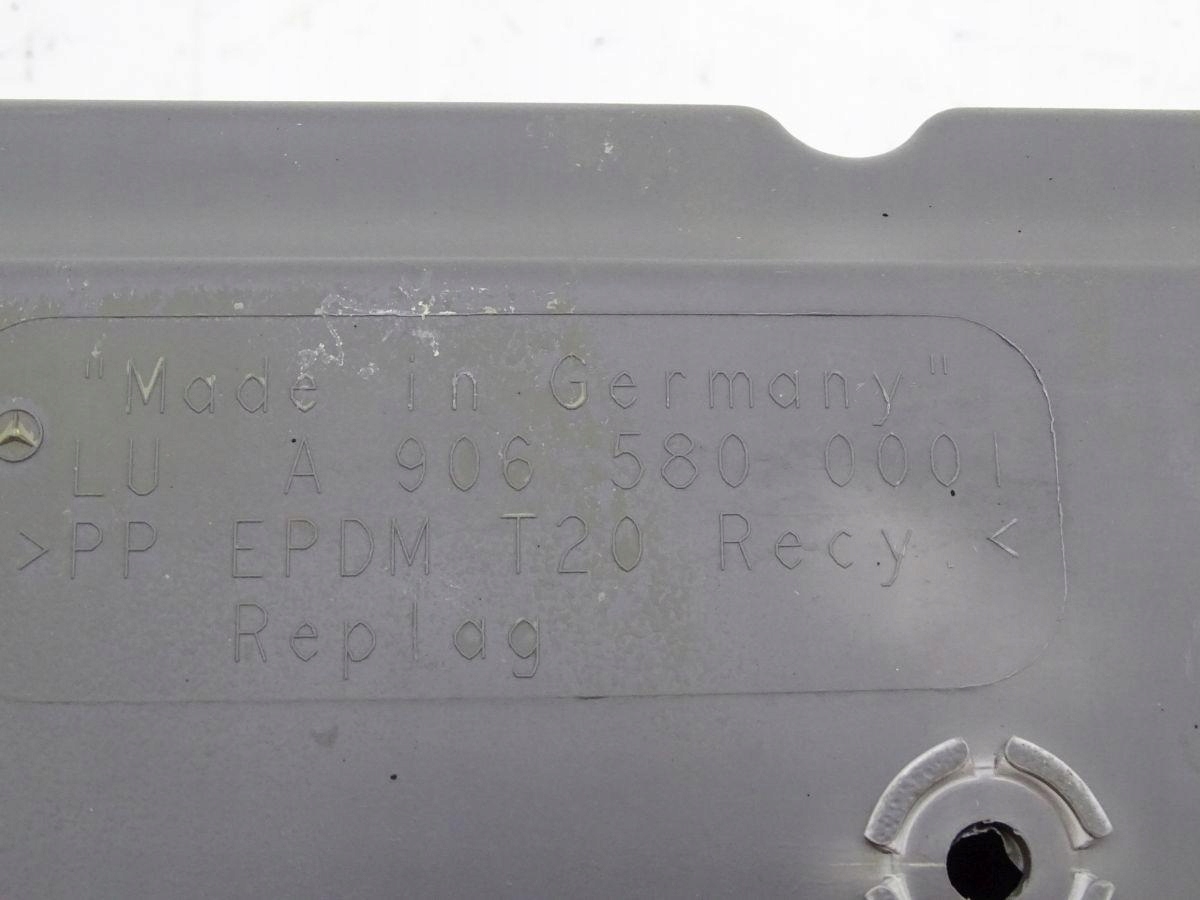 "Made in Germany"
LU A 906 580 0001
>PP EPDM T20 Recy.<
Replag